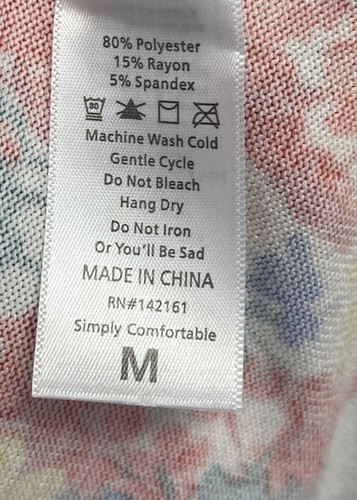 80% Polyester
15% Rayon
5% Spandex
30
Machine Wash Cold
Gentle Cycle
Do Not Bleach
Hang Dry
Do Not Iron
Or You'll Be Sad
MADE IN CHINA
RN#142161
Simply Comfortable
M